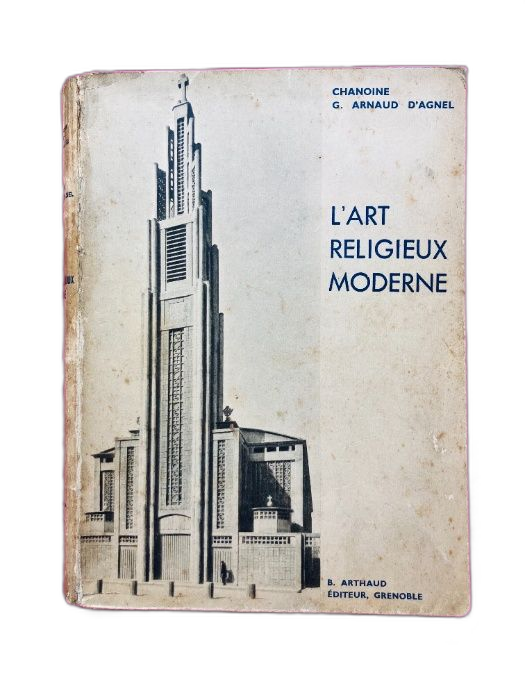 CHANOINE
G. ARNAUD D'AGNEL
L'ART
RELIGIEUX
MODERNE
B. ARTHAUD
ÉDITEUR, GRENOBLE